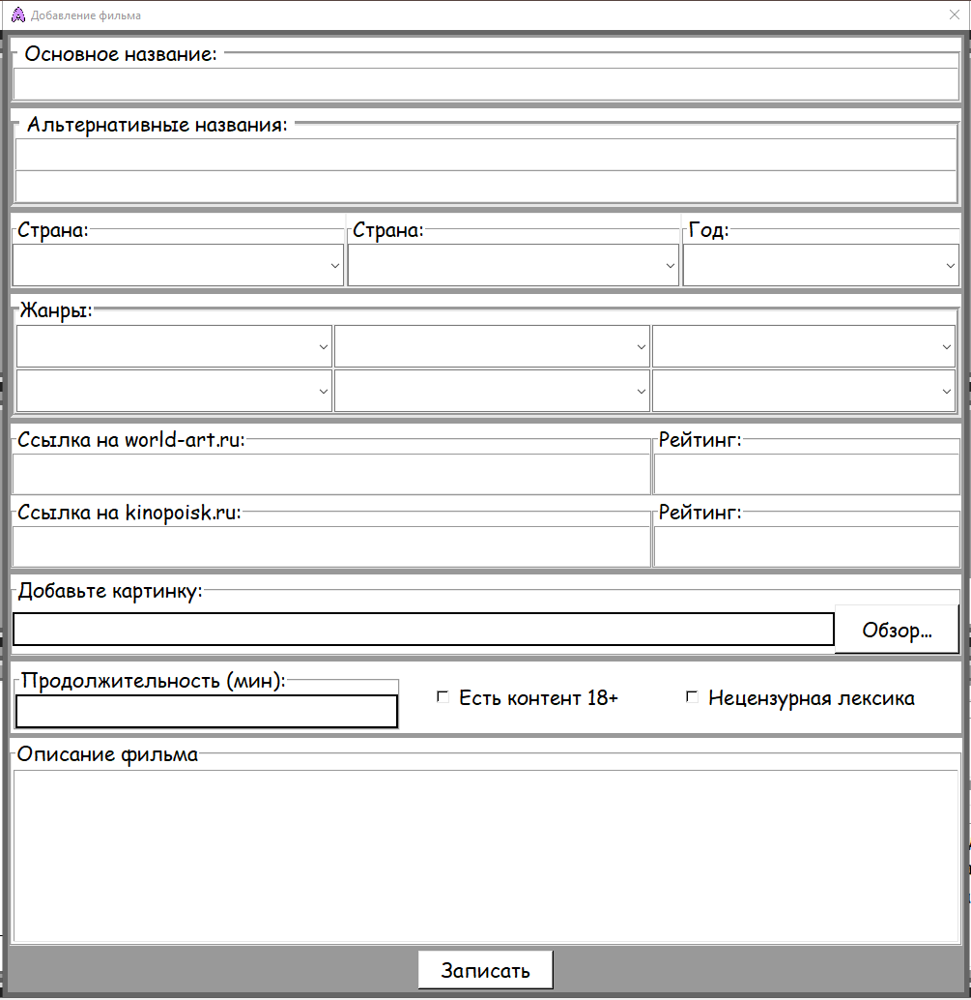 Добавление фильма
Основное название:
Альтернативные названия:
Страна: Страна: Год:
Жанры:
Ссылка на world-art.ru: Рейтинг:
Ссылка на kinopoisk.ru: Рейтинг:
Добавьте картинку:
Обзор...
Продолжительность (мин):
Есть контент 18+ Нецензурная лексика
Описание фильма
Записать